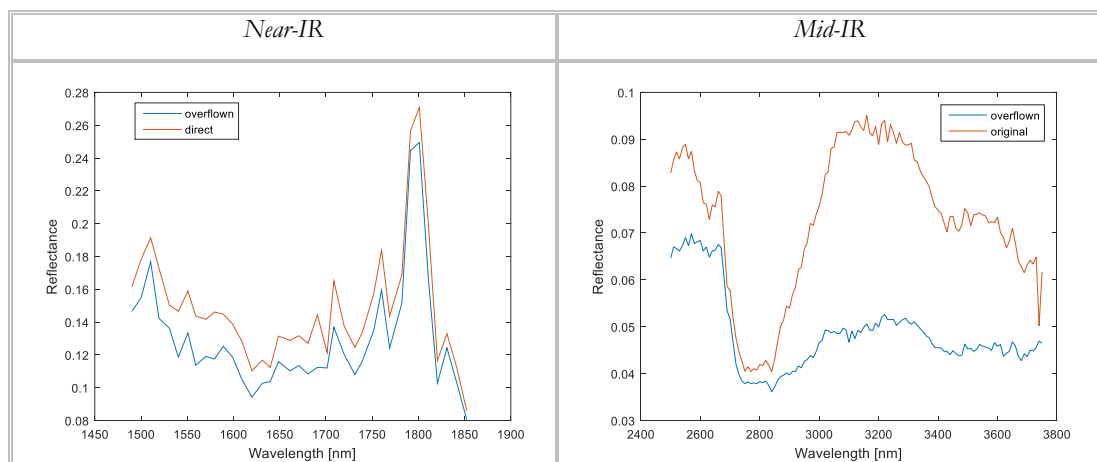 Near-IR
Mid-IR
0.28
0.26
0.24
0.22
0.2
0.18
0.16
0.14
0.12
0.1
0.08
Reflectance
overflown
direct
1450 1500 1550 1600 1650 1700 1750 1800 1850 1900
Wavelength [nm]
0.1
0.09
0.08
0.07
0.06
0.05
0.04
0.03
Reflectance
overflown
original
2400 2600 2800 3000 3200 3400 3600 3800
Wavelength [nm]